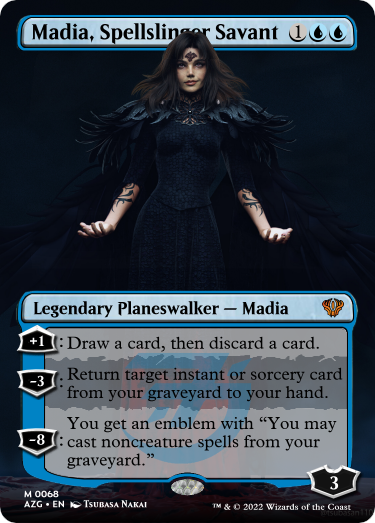 Madia, Spellslinger Savant 1
Legendary Planeswalker — Madia
+1: Draw a card, then discard a card.
-3: Return target instant or sorcery card
from your graveyard to your hand.
-8: You get an emblem with “You may
cast noncreature spells from your
graveyard.”
3
M 0068
AZG • EN Tsubasa Nakai
™ & © 2022 Wizards of the Coast